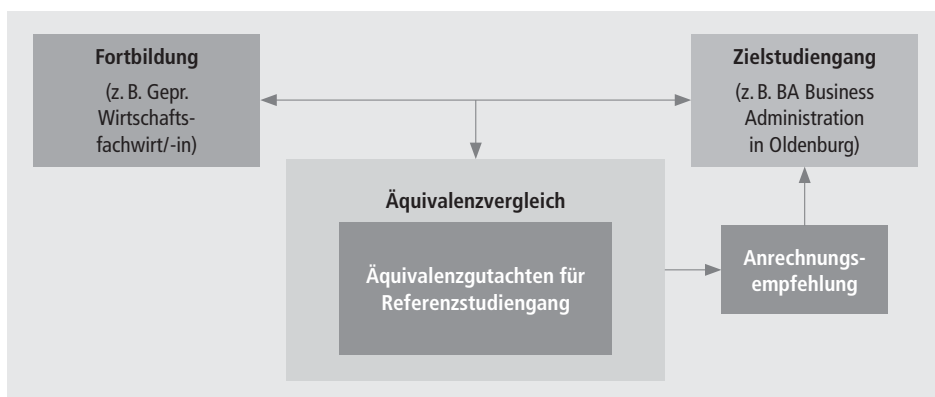 Fortbildung
(z. B. Gepr.
Wirtschafts-
fachwirt/-in)
Zielstudiengang
(z. B. BA Business
Administration
in Oldenburg)
Äquivalenzvergleich
Äquivalenzgutachten für
Referenzstudiengang
Anrechnungs-
empfehlung